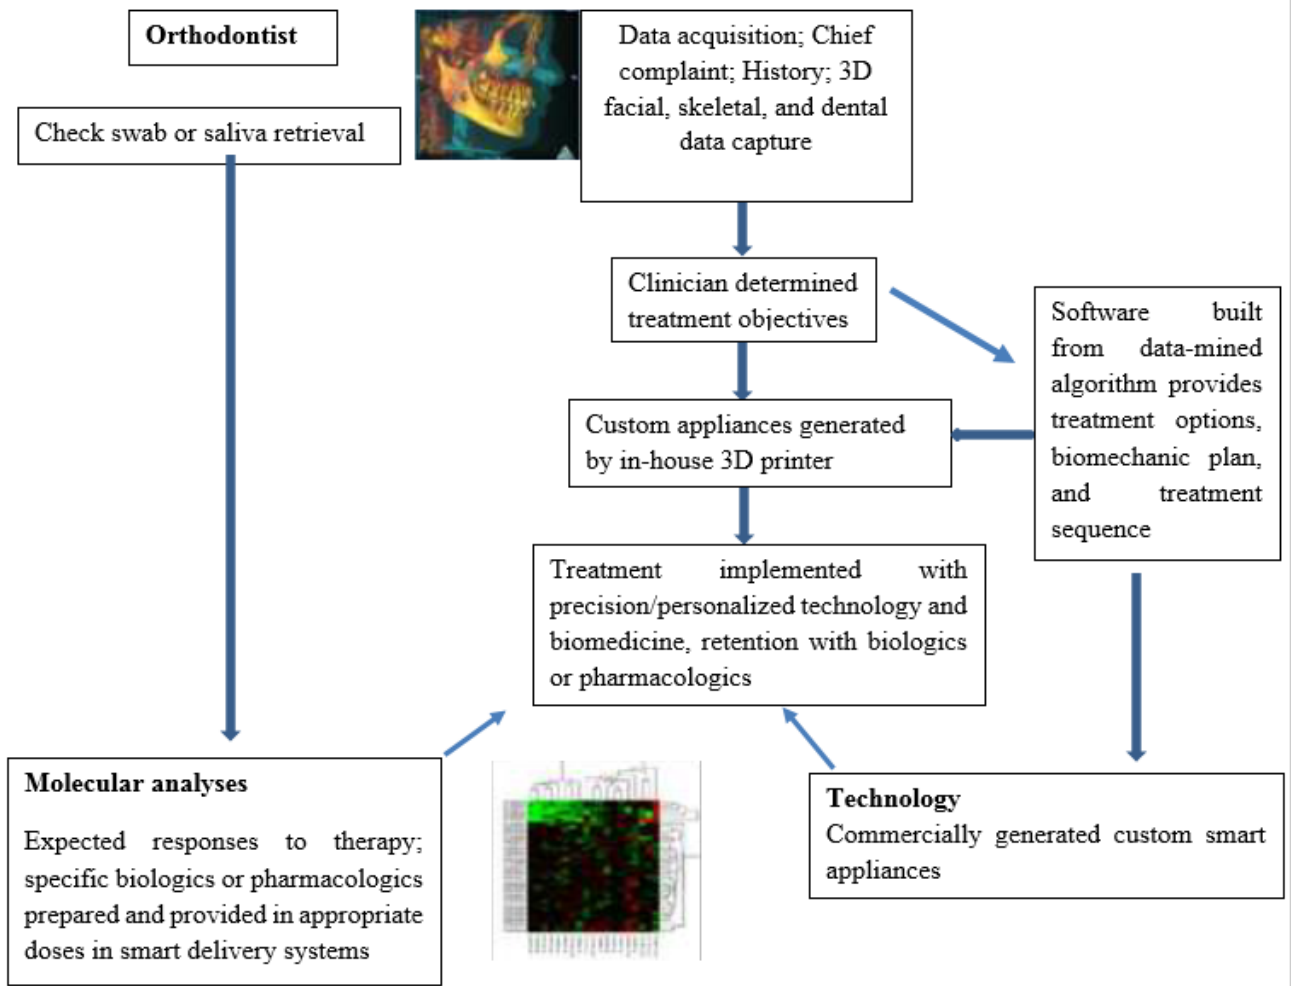 Orthodontist
Check swab or saliva retrieval
Data acquisition; Chief
complaint; History; 3D
facial, skeletal, and dental
data capture
Clinician determined
treatment objectives
Software built
from data-mined
algorithm provides
treatment options,
biomechanic plan,
and treatment
sequence
Custom appliances generated
by in-house 3D printer
Treatment implemented with
precision/personalized technology and
biomedicine, retention with biologics
or pharmacologics
Molecular analyses
Expected responses to therapy;
specific biologics or pharmacologics
prepared and provided in appropriate
doses in smart delivery systems
Technology
Commercially generated custom smart
appliances